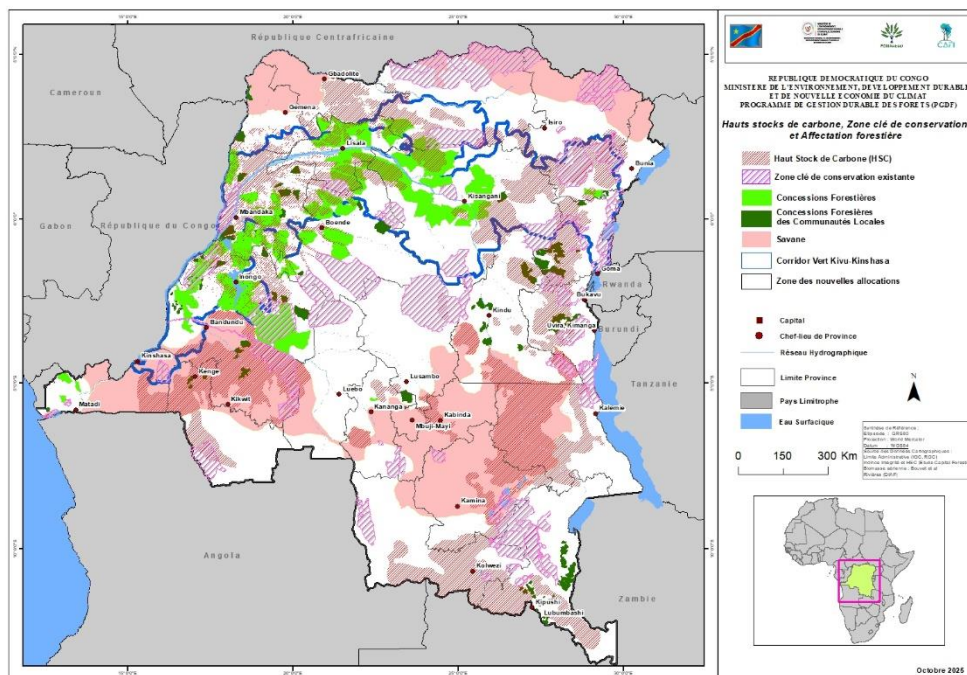 République Centrafricaine
Cameroun
Gabon
République du Congo
Angola
Zambie
Tanzanie
Rwanda
Burundi
Gbadolite
Gemena
Isiro
Lisala
Bunia
Kisangani
Mbandaka
Boende
Inongo
Goma
Bukavu
Kindu
Uvira, Kimanga
Bandundu
Kinshasa
Kenge
Kikwit
Matadi
Lusambo
Luebo
Kananga
Kabinda
Mbuji-Mayi
Kalemie
Kamina
Kolwezi
Kipushi
Lubumbashi
REPUBLIQUE DEMOCRATIQUE DU CONGO
MINISTERE DE L'ENVIRONNEMENT, DEVELOPPEMENT DURABLE
ET DE NOUVELLE ECONOMIE DU CLIMAT
PROGRAMME DE GESTION DURABLE DES FORETS (PGDF)
Hauts stocks de carbone, Zone clé de conservation
et Affectation forestière
Haut Stock de Carbone (HSC)
Zone clé de conservation existante
Concessions Forestières
Concessions Foresières
des Communautés Locales
Savane
Corridor Vert Kivu-Kinshasa
Zone des nouvelles allocations
Capital
Chef-lieu de Province
Réseau Hydrographique
Limite Province
Pays Limitrophe
Eau Surfacique
N
0 150 300 Km
Octobre 2025